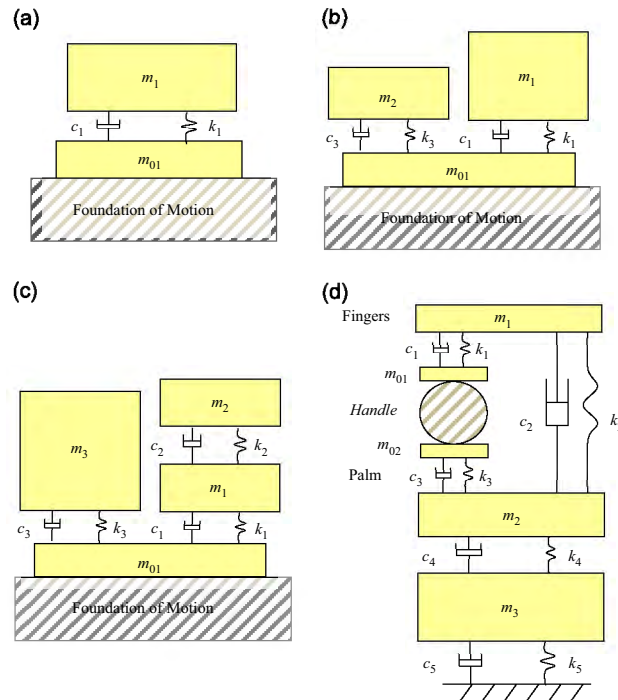 (a)
m1
c1
k1
m01
Foundation of Motion
(b)
m1
m2
c3
k3
c1
k1
m01
Foundation of Motion
(c)
m2
m3
c2
k2
m1
c3
k3
c1
k1
m01
Foundation of Motion
(d)
Fingers
m1
c1
k1
m01
Handle
c2
k
m02
Palm
c3
k3
m2
c4
k4
m3
c5
k5